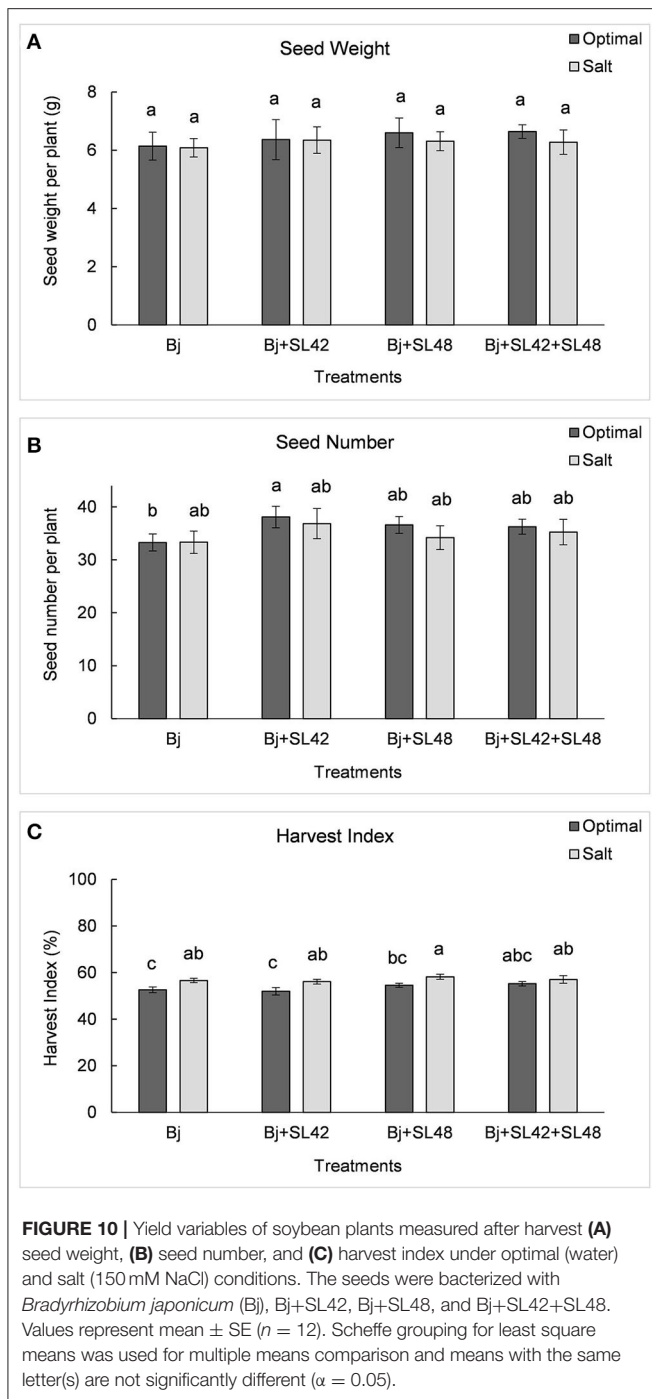 A
Seed Weight
Optimal
Salt
Seed weight per plant (g)
8
6
4
2
0
a a a a a a a a
Bj Bj+SL42 Bj+SL48 Bj+SL42+SL48
Treatments
B
Seed Number
Optimal
Salt
Seed number per plant
40
30
20
10
0
b ab a ab ab ab ab ab
Bj Bj+SL42 Bj+SL48 Bj+SL42+SL48
Treatments
C
Harvest Index
Optimal
Salt
Harvest Index (%)
100
80
60
40
20
0
c ab c ab bc a abc ab
Bj Bj+SL42 Bj+SL48 Bj+SL42+SL48
Treatments
FIGURE 10 | Yield variables of soybean plants measured after harvest (A)
seed weight, (B) seed number, and (C) harvest index under optimal (water)
and salt (150 mM NaCl) conditions. The seeds were bacterized with
Bradyrhizobium japonicum (Bj), Bj+SL42, Bj+SL48, and Bj+SL42+SL48.
Values represent mean ± SE (n = 12). Scheffe grouping for least square
means was used for multiple means comparison and means with the same
letter(s) are not significantly different (α = 0.05).